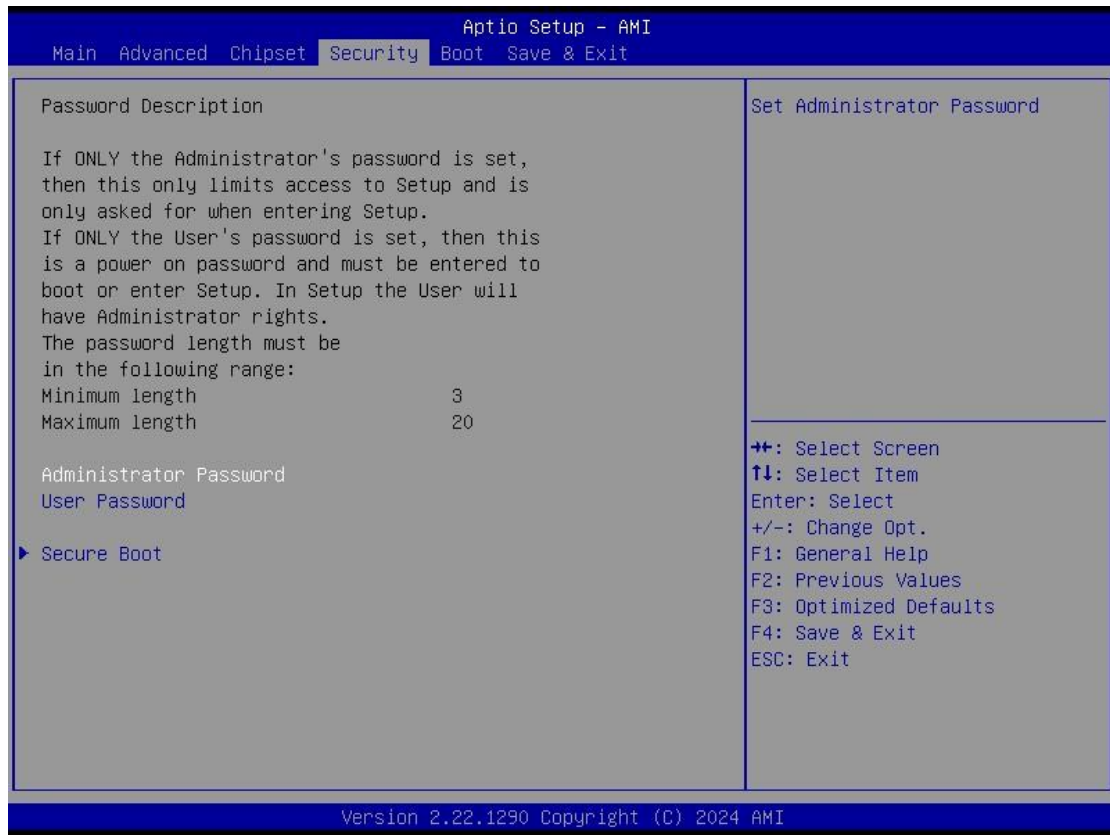 Aptio Setup – AMI
Main Advanced Chipset Security Boot Save & Exit
Password Description
If ONLY the Administrator's password is set,
then this only limits access to Setup and is
only asked for when entering Setup.
If ONLY the User's password is set, then this
is a power on password and must be entered to
boot or enter Setup. In Setup the User will
have Administrator rights.
The password length must be
in the following range:
Minimum length 3
Maximum length 20
Administrator Password
User Password
Secure Boot
Set Administrator Password
→←: Select Screen
↑↓: Select Item
Enter: Select
+/-: Change Opt.
F1: General Help
F2: Previous Values
F3: Optimized Defaults
F4: Save & Exit
ESC: Exit
Version 2.22.1290 Copyright (C) 2024 AMI